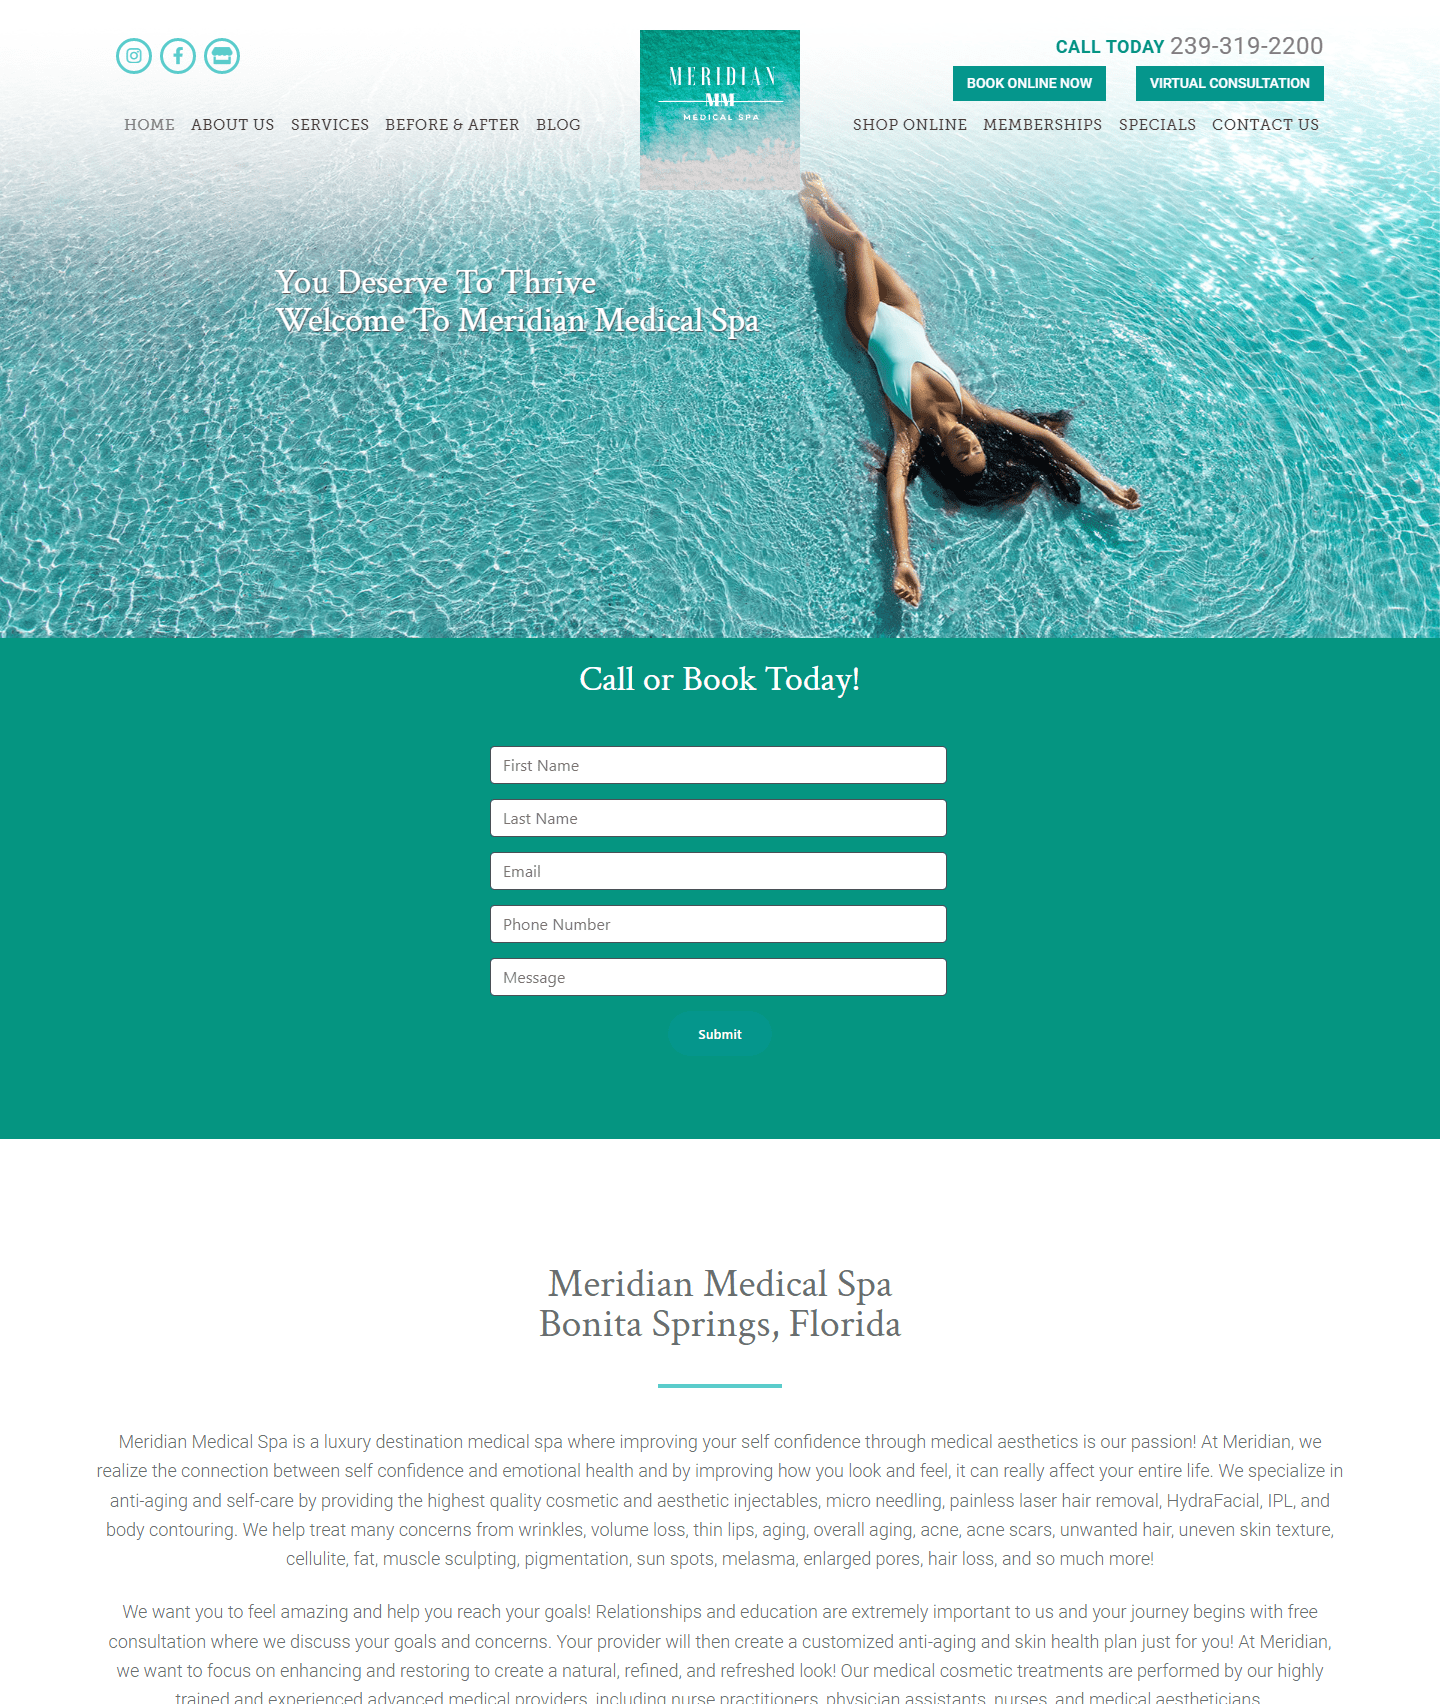 CALL TODAY 239-319-2200
BOOK ONLINE NOW
VIRTUAL CONSULTATION
MERIDIAN
MM
MEDICAL SPA
HOME
ABOUT US
SERVICES
BEFORE & AFTER
BLOG
SHOP ONLINE
MEMBERSHIPS
SPECIALS
CONTACT US
You Deserve To Thrive
Welcome To Meridian Medical Spa
Call or Book Today!
First Name
Last Name
Email
Phone Number
Message
Submit
Meridian Medical Spa
Bonita Springs, Florida
Meridian Medical Spa is a luxury destination medical spa where improving your self confidence through medical aesthetics is our passion! At Meridian, we
realize the connection between self confidence and emotional health and by improving how you look and feel, it can really affect your entire life. We specialize in
anti-aging and self-care by providing the highest quality cosmetic and aesthetic injectables, micro needling, painless laser hair removal, HydraFacial, IPL, and
body contouring. We help treat many concerns from wrinkles, volume loss, thin lips, aging, overall aging, acne, acne scars, unwanted hair, uneven skin texture,
cellulite, fat, muscle sculpting, pigmentation, sun spots, melasma, enlarged pores, hair loss, and so much more!
We want you to feel amazing and help you reach your goals! Relationships and education are extremely important to us and your journey begins with free
consultation where we discuss your goals and concerns. Your provider will then create a customized anti-aging and skin health plan just for you! At Meridian,
we want to focus on enhancing and restoring to create a natural, refined, and refreshed look! Our medical cosmetic treatments are performed by our highly
trained and experienced advanced medical providers, including nurse practitioners, physician assistants, nurses, and medical aestheticians.